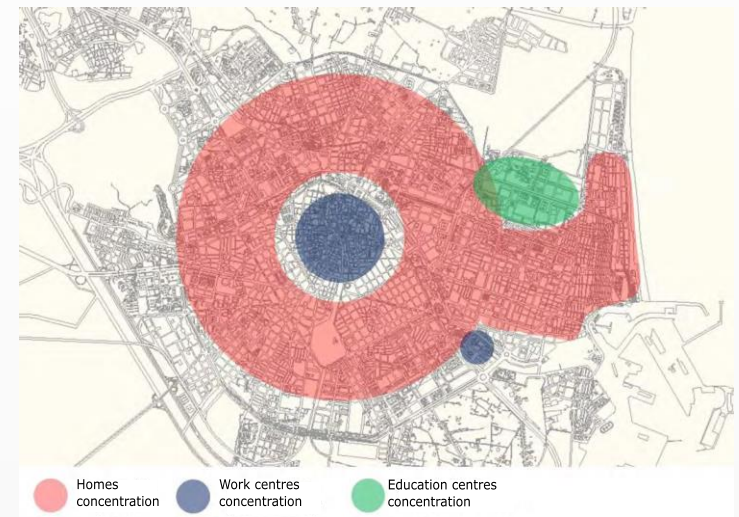 Homes
concentration
Work centres
concentration
Education centres
concentration